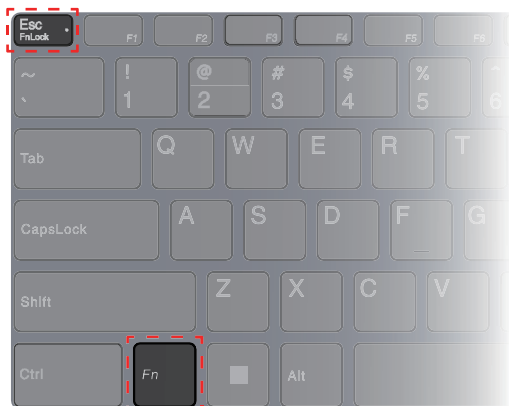 Esc
FnLock
F1
F2
F3
F4
F5
F6
~
`
!
1
@
2
#
3
$
4
%
5
^
6
Tab
Q
W
E
R
T
CapsLock
A
S
D
F
G
Shift
Z
X
C
V
Ctrl
Fn
Alt